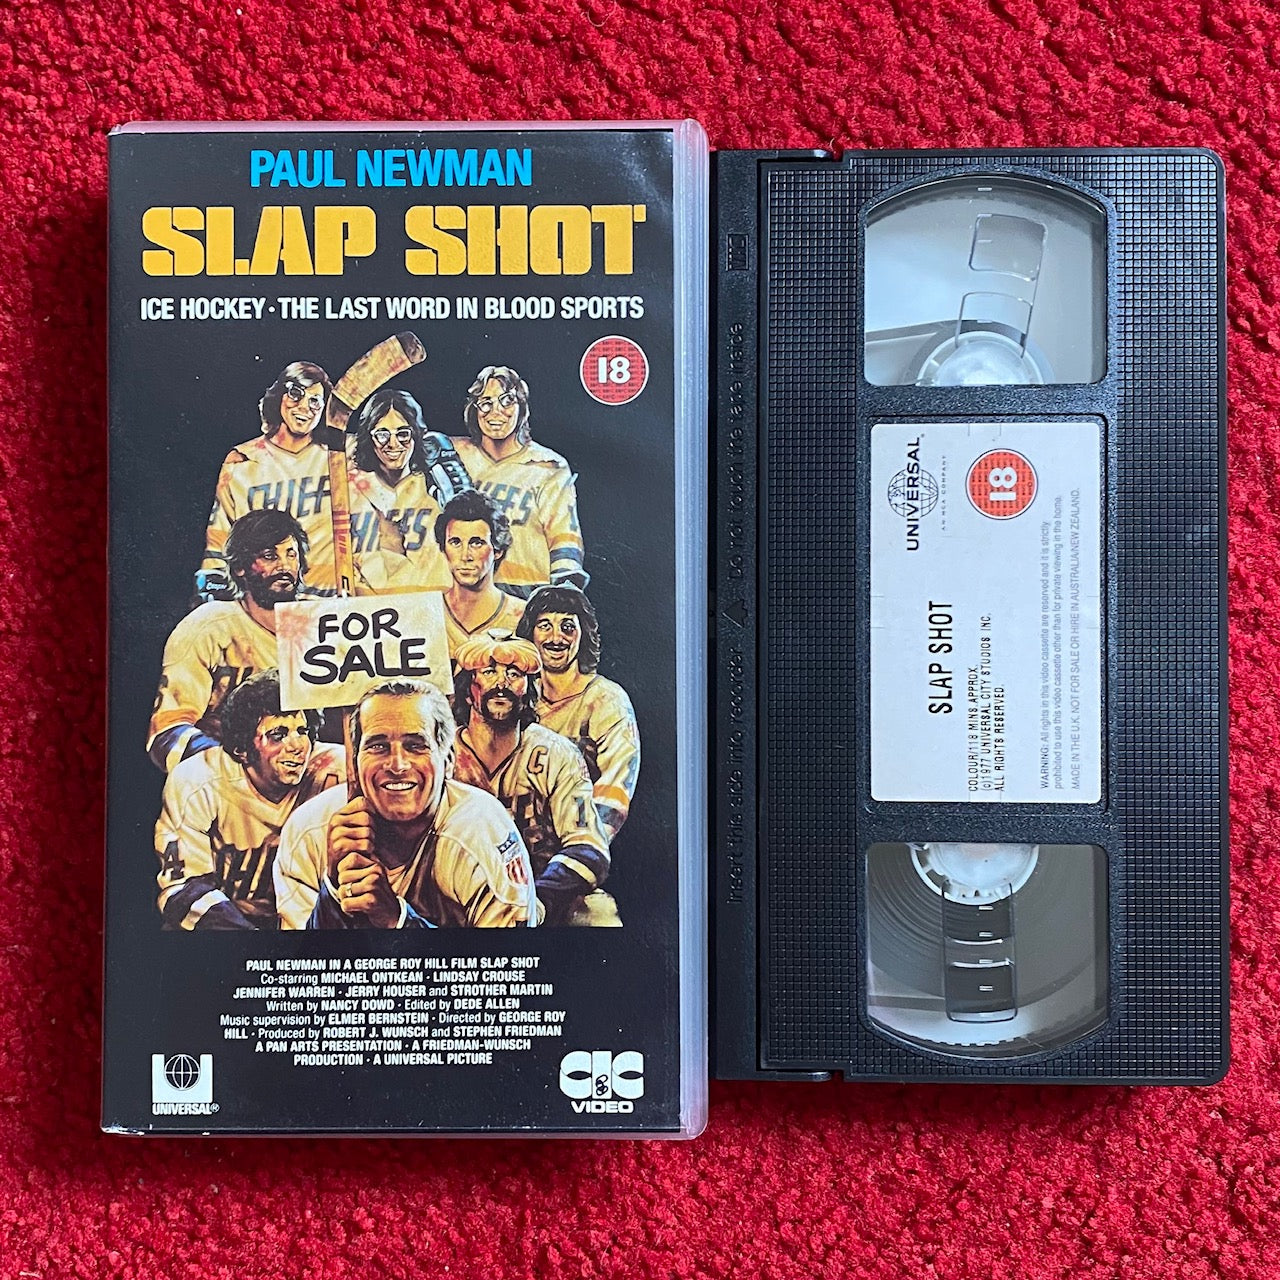 PAUL NEWMAN
SLAP SHOT
ICE HOCKEY · THE LAST WORD IN BLOOD SPORTS
18
CHIEFS
CHIEFS
FOR
SALE
C
4
PAUL NEWMAN IN A GEORGE ROY HILL FILM SLAP SHOT
Co-starring MICHAEL ONTKEAN · LINDSAY CROUSE
JENNIFER WARREN · JERRY HOUSER and STROTHER MARTIN
Written by NANCY DOWD · Edited by DEDE ALLEN
Music supervision by ELMER BERNSTEIN · Directed by GEORGE ROY
HILL · Produced by ROBERT J. WUNSCH and STEPHEN FRIEDMAN
A PAN ARTS PRESENTATION · A FRIEDMAN-WUNSCH
PRODUCTION · A UNIVERSAL PICTURE
UNIVERSAL®
CIC
VIDEO
Insert this side into recorder
Do not touch the tape inside
UNIVERSAL
AN MCA COMPANY
18
SLAP SHOT
COLOUR/118 MINS.APPROX.
(c)1977 UNIVERSAL CITY STUDIOS INC.
ALL RIGHTS RESERVED.
WARNING: All rights in this video cassette are reserved and it is strictly
prohibited to use this video cassette other than for private viewing in the home.
MADE IN THE U.K. NOT FOR SALE OR HIRE IN AUSTRALIA/NEW ZEALAND.